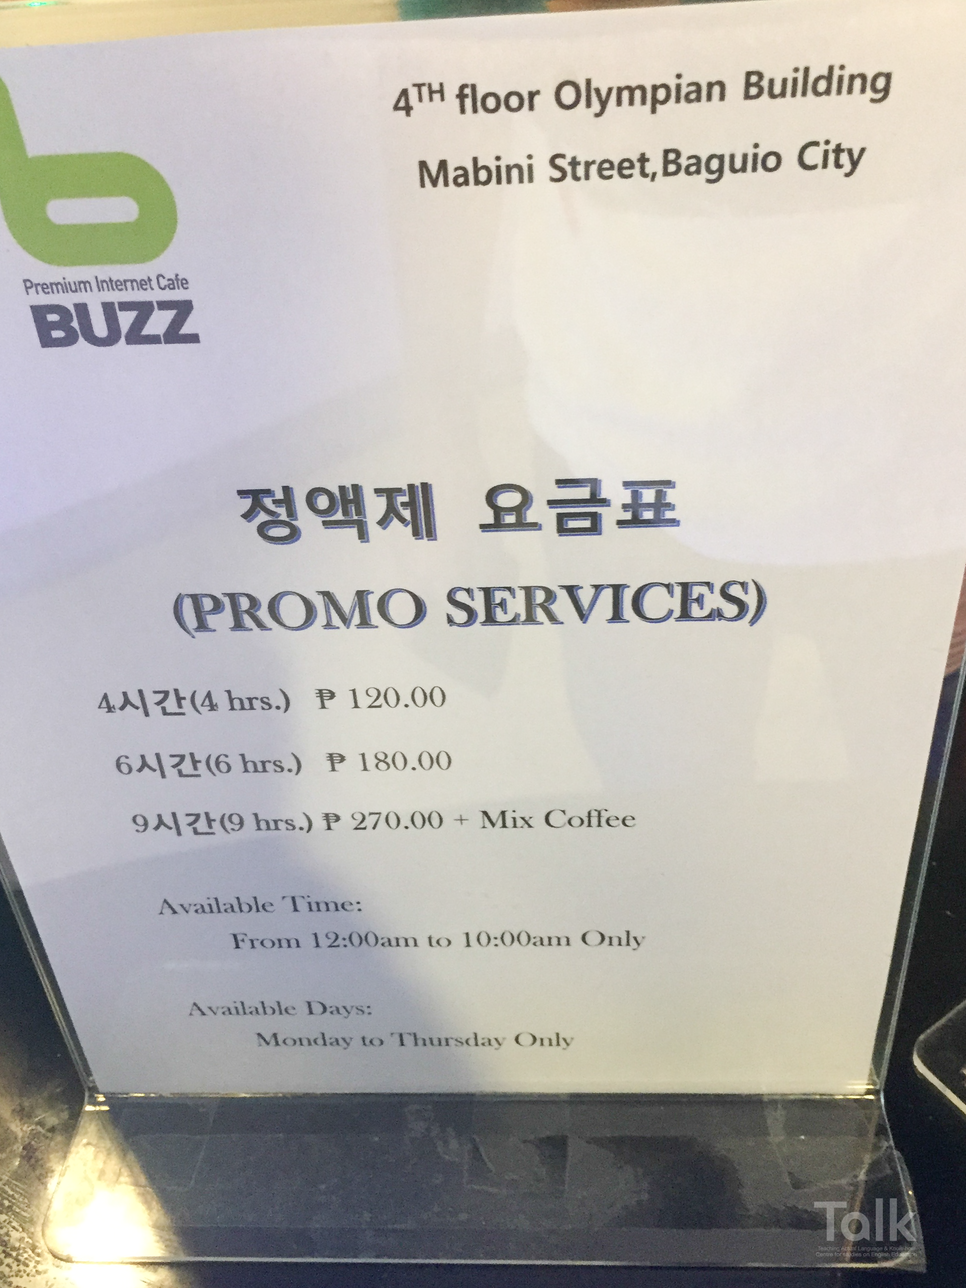 4TH floor Olympian Building
Mabini Street,Baguio City
b
Premium Internet Cafe
BUZZ
정액제 요금표
(PROMO SERVICES)
4시간(4 hrs.) ₱ 120.00
6시간(6 hrs.) ₱ 180.00
9시간(9 hrs.) ₱ 270.00 + Mix Coffee
Available Time:
From 12:00am to 10:00am Only
Available Days:
Monday to Thursday Only
Talk